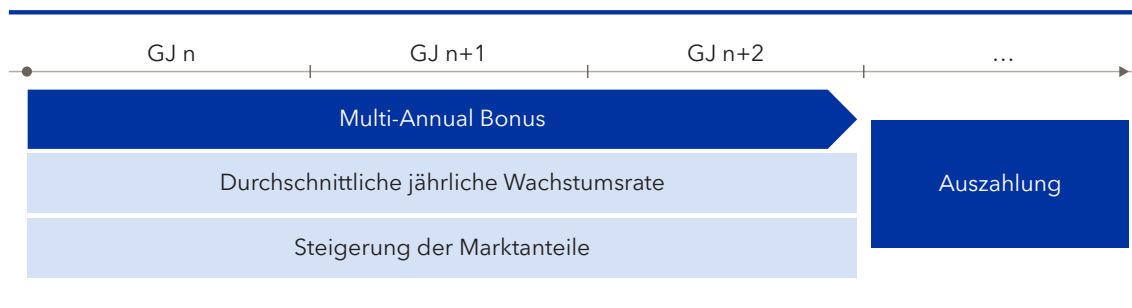 GJ n GJ n+1 GJ n+2 …
Multi-Annual Bonus
Durchschnittliche jährliche Wachstumsrate
Auszahlung
Steigerung der Marktanteile